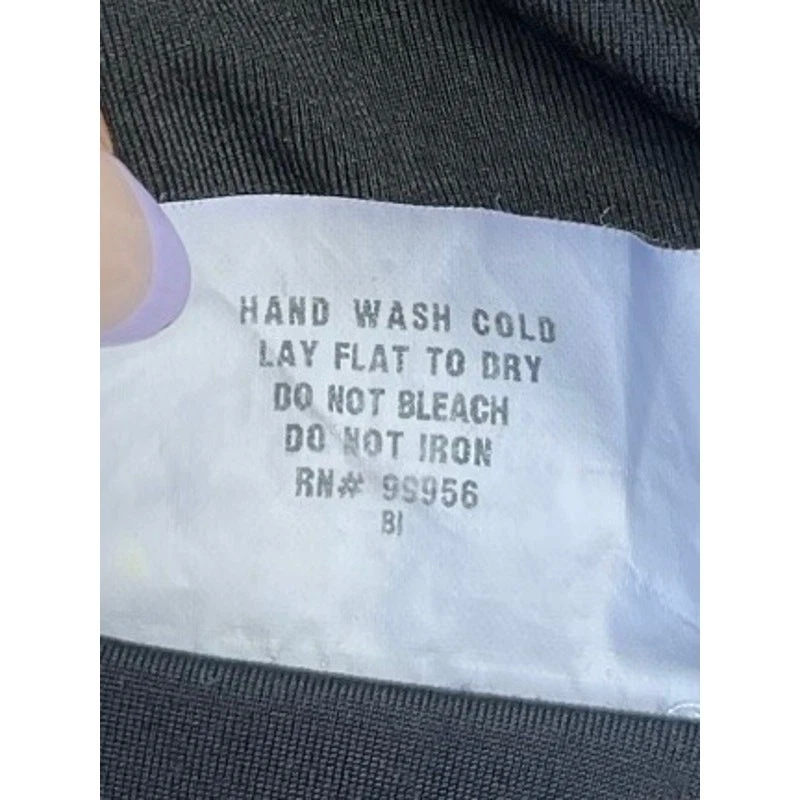 HAND WASH COLD
LAY FLAT TO DRY
DO NOT BLEACH
DO NOT IRON
RN# 99956
BI